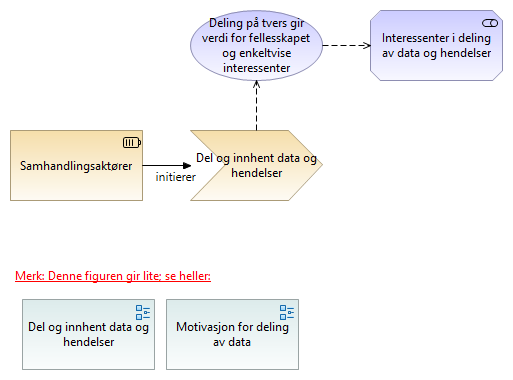 Deling på tvers gir
verdi for fellesskapet
og enkeltvise
interessenter
Interessenter i deling
av data og hendelser
Samhandlingsaktører
initierer
Del og innhent data og
hendelser
Merk: Denne figuren gir lite; se heller:
Del og innhent data og
hendelser
Motivasjon for deling
av data